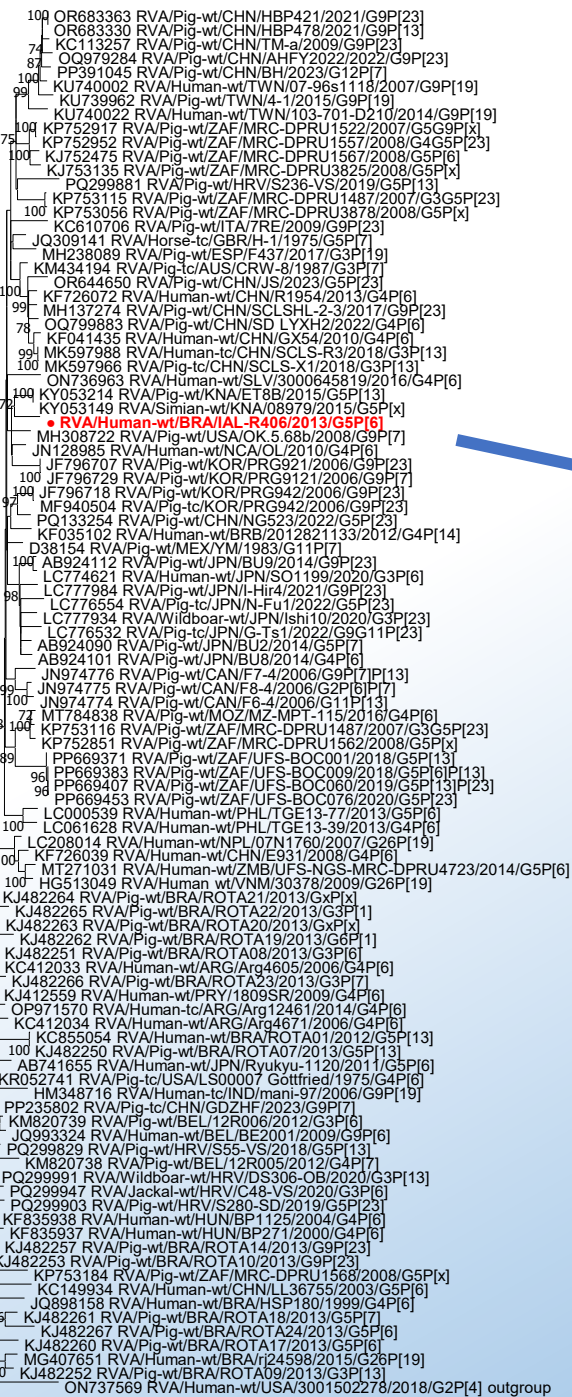 100 OR683363 RVA/Pig-wt/CHN/HBP421/2021/G9P[23]
OR683330 RVA/Pig-wt/CHN/HBP478/2021/G9P[13]
74 KC113257 RVA/Pig-wt/CHN/TM-a/2009/G9P[23]
87 OQ979284 RVA/Pig-wt/CHN/AHFY2022/2022/G9P[23]
100 PP391045 RVA/Pig-wt/CHN/BH/2023/G12P[7]
99 KU740002 RVA/Human-wt/TWN/07-96s1118/2007/G9P[19]
KU739962 RVA/Pig-wt/TWN/4-1/2015/G9P[19]
KU740022 RVA/Human-wt/TWN/103-701-D210/2014/G9P[19]
75 100 KP752917 RVA/Pig-wt/ZAF/MRC-DPRU1522/2007/G5G9P[x]
KP752952 RVA/Pig-wt/ZAF/MRC-DPRU1557/2008/G4G5P[23]
100 KJ752475 RVA/Pig-wt/ZAF/MRC-DPRU1567/2008/G5P[6]
KJ753135 RVA/Pig-wt/ZAF/MRC-DPRU3825/2008/G5P[x]
PQ299881 RVA/Pig-wt/HRV/S236-VS/2019/G5P[13]
KP753115 RVA/Pig-wt/ZAF/MRC-DPRU1487/2007/G3G5P[23]
100 KP753056 RVA/Pig-wt/ZAF/MRC-DPRU3878/2008/G5P[x]
KC610706 RVA/Pig-wt/ITA/7RE/2009/G9P[23]
JQ309141 RVA/Horse-tc/GBR/H-1/1975/G5P[7]
MH238089 RVA/Pig-wt/ESP/F437/2017/G3P[19]
KM434194 RVA/Pig-tc/AUS/CRW-8/1987/G3P[7]
OR644650 RVA/Pig-wt/CHN/JS/2023/G5P[23]
100 KF726072 RVA/Human-wt/CHN/R1954/2013/G4P[6]
99 MH137274 RVA/Pig-wt/CHN/SCLSHL-2-3/2017/G9P[23]
78 OQ799883 RVA/Pig-wt/CHN/SD LYXH2/2022/G4P[6]
KF041435 RVA/Human-wt/CHN/GX54/2010/G4P[6]
99 MK597988 RVA/Human-tc/CHN/SCLS-R3/2018/G3P[13]
100 MK597966 RVA/Pig-tc/CHN/SCLS-X1/2018/G3P[13]
ON736963 RVA/Human-wt/SLV/3000645819/2016/G4P[6]
100 KY053214 RVA/Pig-wt/KNA/ET8B/2015/G5P[13]
72 KY053149 RVA/Simian-wt/KNA/08979/2015/G5P[x]
● RVA/Human-wt/BRA/IAL-R406/2013/G5P[6]
MH308722 RVA/Pig-wt/USA/OK.5.68b/2008/G9P[7]
JN128985 RVA/Human-wt/NCA/OL/2010/G4P[6]
JF796707 RVA/Pig-wt/KOR/PRG921/2006/G9P[23]
100 JF796729 RVA/Pig-wt/KOR/PRG9121/2006/G9P[7]
100 JF796718 RVA/Pig-wt/KOR/PRG942/2006/G9P[23]
97 MF940504 RVA/Pig-tc/KOR/PRG942/2006/G9P[23]
PQ133254 RVA/Pig-wt/CHN/NG523/2022/G5P[23]
KF035102 RVA/Human-wt/BRB/2012821133/2012/G4P[14]
D38154 RVA/Pig-wt/MEX/YM/1983/G11P[7]
100 AB924112 RVA/Pig-wt/JPN/BU9/2014/G9P[23]
LC774621 RVA/Human-wt/JPN/SO1199/2020/G3P[6]
LC777984 RVA/Pig-wt/JPN/I-Hir4/2021/G9P[23]
98 LC776554 RVA/Pig-tc/JPN/N-Fu1/2022/G5P[23]
LC777934 RVA/Wildboar-wt/JPN/Ishi10/2020/G3P[23]
LC776532 RVA/Pig-tc/JPN/G-Ts1/2022/G9G11P[23]
AB924090 RVA/Pig-wt/JPN/BU2/2014/G5P[7]
AB924101 RVA/Pig-wt/JPN/BU8/2014/G4P[6]
JN974776 RVA/Pig-wt/CAN/F7-4/2006/G9P[7]P[13]
99 JN974775 RVA/Pig-wt/CAN/F8-4/2006/G2P[6]P[7]
100 JN974774 RVA/Pig-wt/CAN/F6-4/2006/G11P[13]
72 MT784838 RVA/Pig-wt/MOZ/MZ-MPT-115/2016/G4P[6]
100 KP753116 RVA/Pig-wt/ZAF/MRC-DPRU1487/2007/G3G5P[23]
KP752851 RVA/Pig-wt/ZAF/MRC-DPRU1562/2008/G5P[x]
89 PP669371 RVA/Pig-wt/ZAF/UFS-BOC001/2018/G5P[13]
96 PP669383 RVA/Pig-wt/ZAF/UFS-BOC009/2018/G5P[6]P[13]
PP669407 RVA/Pig-wt/ZAF/UFS-BOC060/2019/G5P[13]P[23]
96 PP669453 RVA/Pig-wt/ZAF/UFS-BOC076/2020/G5P[23]
LC000539 RVA/Human-wt/PHL/TGE13-77/2013/G5P[6]
100 LC061628 RVA/Human-wt/PHL/TGE13-39/2013/G4P[6]
LC208014 RVA/Human-wt/NPL/07N1760/2007/G26P[19]
KF726039 RVA/Human-wt/CHN/E931/2008/G4P[6]
MT271031 RVA/Human-wt/ZMB/UFS-NGS-MRC-DPRU4723/2014/G5P[6]
100 HG513049 RVA/Human wt/VNM/30378/2009/G26P[19]
KJ482264 RVA/Pig-wt/BRA/ROTA21/2013/GxP[x]
KJ482265 RVA/Pig-wt/BRA/ROTA22/2013/G3P[1]
KJ482263 RVA/Pig-wt/BRA/ROTA20/2013/GxP[x]
KJ482262 RVA/Pig-wt/BRA/ROTA19/2013/G6P[1]
KJ482251 RVA/Pig-wt/BRA/ROTA08/2013/G3P[6]
KC412033 RVA/Human-wt/ARG/Arg4605/2006/G4P[6]
KJ482266 RVA/Pig-wt/BRA/ROTA23/2013/G3P[7]
KJ412559 RVA/Human-wt/PRY/1809SR/2009/G4P[6]
OP971570 RVA/Human-tc/ARG/Arg12461/2014/G4P[6]
KC412034 RVA/Human-wt/ARG/Arg4671/2006/G4P[6]
KC855054 RVA/Human-wt/BRA/ROTA01/2012/G5P[13]
100 KJ482250 RVA/Pig-wt/BRA/ROTA07/2013/G5P[13]
AB741655 RVA/Human-wt/JPN/Ryukyu-1120/2011/G5P[6]
KR052741 RVA/Pig-tc/USA/LS00007 Gottfried/1975/G4P[6]
HM348716 RVA/Human-tc/IND/mani-97/2006/G9P[19]
PP235802 RVA/Pig-tc/CHN/GDZHF/2023/G9P[7]
KM820739 RVA/Pig-wt/BEL/12R006/2012/G3P[6]
JQ993324 RVA/Human-wt/BEL/BE2001/2009/G9P[6]
PQ299829 RVA/Pig-wt/HRV/S55-VS/2018/G5P[13]
KM820738 RVA/Pig-wt/BEL/12R005/2012/G4P[7]
PQ299991 RVA/Wildboar-wt/HRV/DS306-OB/2020/G3P[13]
PQ299947 RVA/Jackal-wt/HRV/C48-VS/2020/G3P[6]
PQ299903 RVA/Pig-wt/HRV/S280-SD/2019/G5P[23]
KF835938 RVA/Human-wt/HUN/BP1125/2004/G4P[6]
KF835937 RVA/Human-wt/HUN/BP271/2000/G4P[6]
KJ482257 RVA/Pig-wt/BRA/ROTA14/2013/G9P[23]
KJ482253 RVA/Pig-wt/BRA/ROTA10/2013/G9P[23]
KP753184 RVA/Pig-wt/ZAF/MRC-DPRU1568/2008/G5P[x]
KC149934 RVA/Human-wt/CHN/LL36755/2003/G5P[6]
JQ898158 RVA/Human-wt/BRA/HSP180/1999/G4P[6]
KJ482261 RVA/Pig-wt/BRA/ROTA18/2013/G5P[7]
KJ482267 RVA/Pig-wt/BRA/ROTA24/2013/G5P[6]
KJ482260 RVA/Pig-wt/BRA/ROTA17/2013/G5P[6]
MG407651 RVA/Human-wt/BRA/rj24598/2015/G26P[19]
KJ482252 RVA/Pig-wt/BRA/ROTA09/2013/G3P[13]
ON737569 RVA/Human-wt/USA/3001502278/2018/G2P[4] outgroup